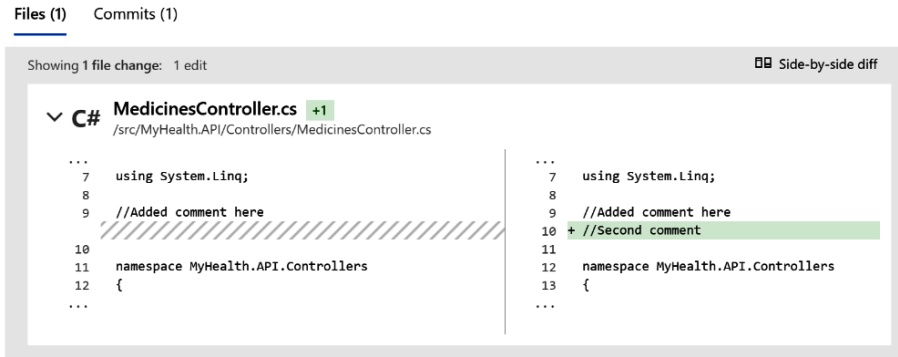 Files (1) Commits (1)
Showing 1 file change: 1 edit Side-by-side diff
C# MedicinesController.cs +1
/src/MyHealth.API/Controllers/MedicinesController.cs
...
7 using System.Linq;
8
9 //Added comment here
10
11 namespace MyHealth.API.Controllers
12 {
...
...
7 using System.Linq;
8
9 //Added comment here
10 + //Second comment
11
12 namespace MyHealth.API.Controllers
13 {
...